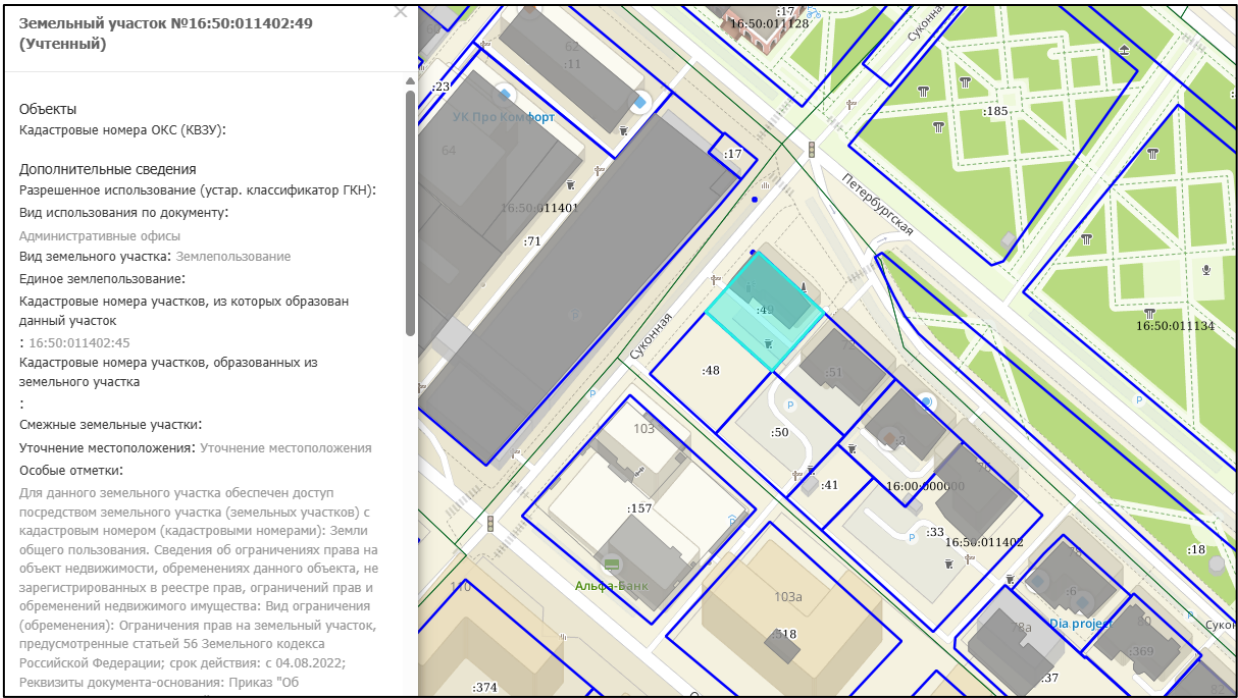 Земельный участок №16:50:011402:49
(Учтенный)
Объекты
Кадастровые номера ОКС (КВЗУ):
Дополнительные сведения
Разрешенное использование (устар. классификатор ГКН):
Вид использования по документу:
Административные офисы
Вид земельного участка: Землепользование
Единое землепользование:
Кадастровые номера участков, из которых образован
данный участок
: 16:50:011402:45
Кадастровые номера участков, образованных из
земельного участка
:
Смежные земельные участки:
Уточнение местоположения: Уточнение местоположения
Особые отметки:
Для данного земельного участка обеспечен доступ
посредством земельного участка (земельных участков) с
кадастровым номером (кадастровыми номерами): Земли
общего пользования. Сведения об ограничениях права на
объект недвижимости, обременениях данного объекта, не
зарегистрированных в реестре прав, ограничений прав и
обременений недвижимого имущества: Вид ограничения
(обременения): Ограничения прав на земельный участок,
предусмотренные статьей 56 Земельного кодекса
Российской Федерации; срок действия: с 04.08.2022;
Реквизиты документа-основания: Приказ "Об
:17
16:50:011128
Суконная
62
:11
:23
УК Про Комфорт
:185
64
:17
Петербургская
16:50:011401
:71
:49
16:50:011134
Суконная
:48
:51
103
:50
:41
16:00:000000
:157
:33
16:50:011402
:18
Альфа-Банк
110
103а
:6
:518
78а
Dia project
80
:369
:374
:37